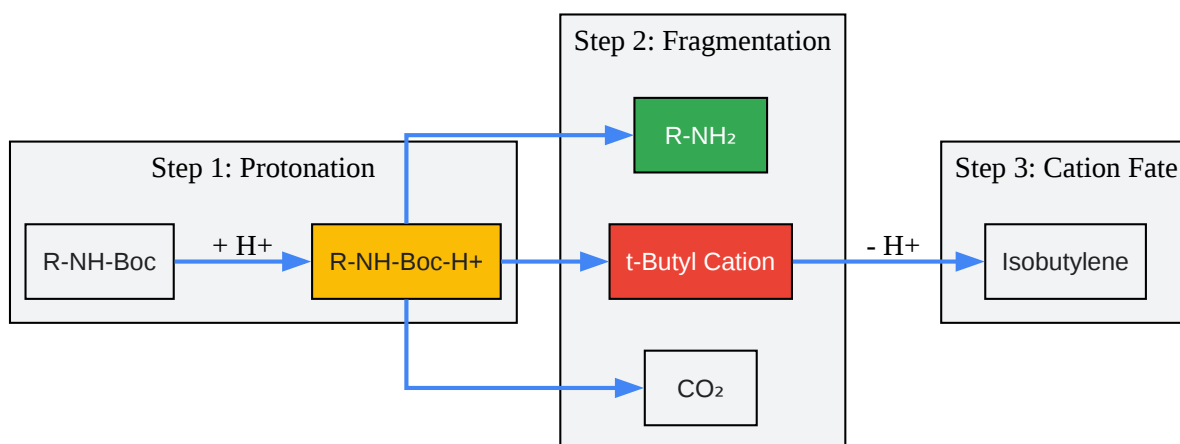 Step 1: Protonation
R-NH-Boc
+ H+
R-NH-Boc-H+
Step 2: Fragmentation
R-NH₂
t-Butyl Cation
CO₂
- H+
Step 3: Cation Fate
Isobutylene